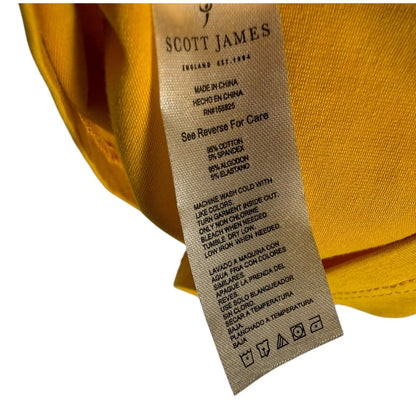 SCOTT JAMES
ENGLAND EST. 1994
MADE IN CHINA
HECHO EN CHINA
RN#158825
See Reverse For Care
95% COTTON
5% SPANDEX
95% ALGODON
5% ELASTANO
MACHINE WASH COLD WITH
LIKE COLORS.
TURN GARMENT INSIDE OUT.
ONLY NON CHLORINE
BLEACH WHEN NEEDED
TUMBLE DRY LOW.
LOW IRON WHEN NEEDED.
LAVADO A MAQUINA CON
AGUA FRIA CON COLORES
SIMILARES.
APAGUE LA PRENDA DEL
REVES.
USE SOLO BLANQUEADOR
SIN CLORO.
SECAR A TEMPERATURA
BAJA.
PLANCHADO A TEMPERATURA
BAJA